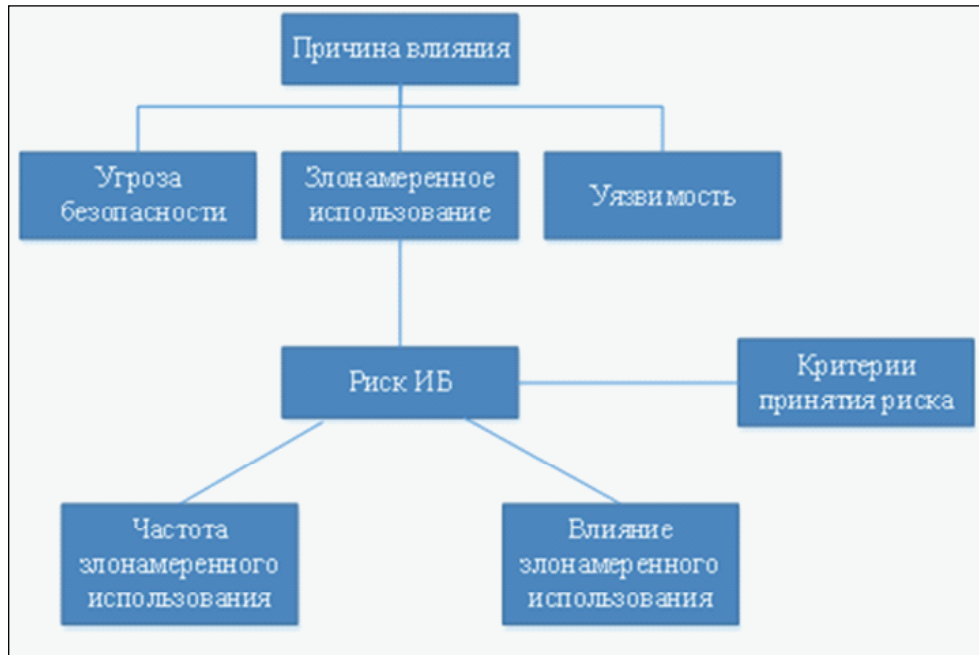 Причина влияния
Угроза
безопасности
Злонамеренное
использование
Уязвимость
Риск ИБ
Критерии
принятия риска
Частота
злонамеренного
использования
Влияние
злонамеренного
использования